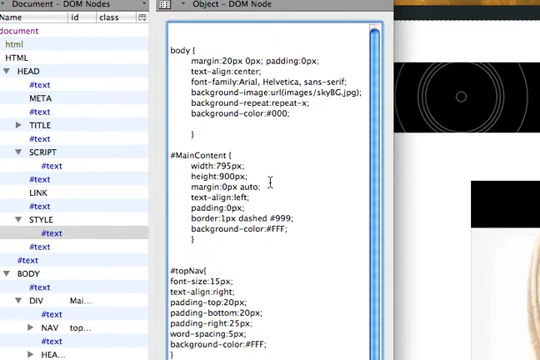 Document – DOM Nodes
Object – DOM Node
Name
id
class
document
html
HTML
HEAD
#text
META
#text
TITLE
#text
SCRIPT
#text
#text
LINK
#text
STYLE
#text
#text
#text
BODY
DIV Mai...
#text
NAV top...
#text
HEA...
body {
margin:20px 0px; padding:0px;
text-align:center;
font-family:Arial, Helvetica, sans-serif;
background-image:url(images/skyBG.jpg);
background-repeat:repeat-x;
background-color:#000;
}
#MainContent {
width:795px;
height:900px;
margin:0px auto;
text-align:left;
padding:0px;
border:1px dashed #999;
background-color:#FFF;
}
#topNav{
font-size:15px;
text-align:right;
padding-top:20px;
padding-bottom:20px;
padding-right:25px;
word-spacing:5px;
background-color:#FFF;
}